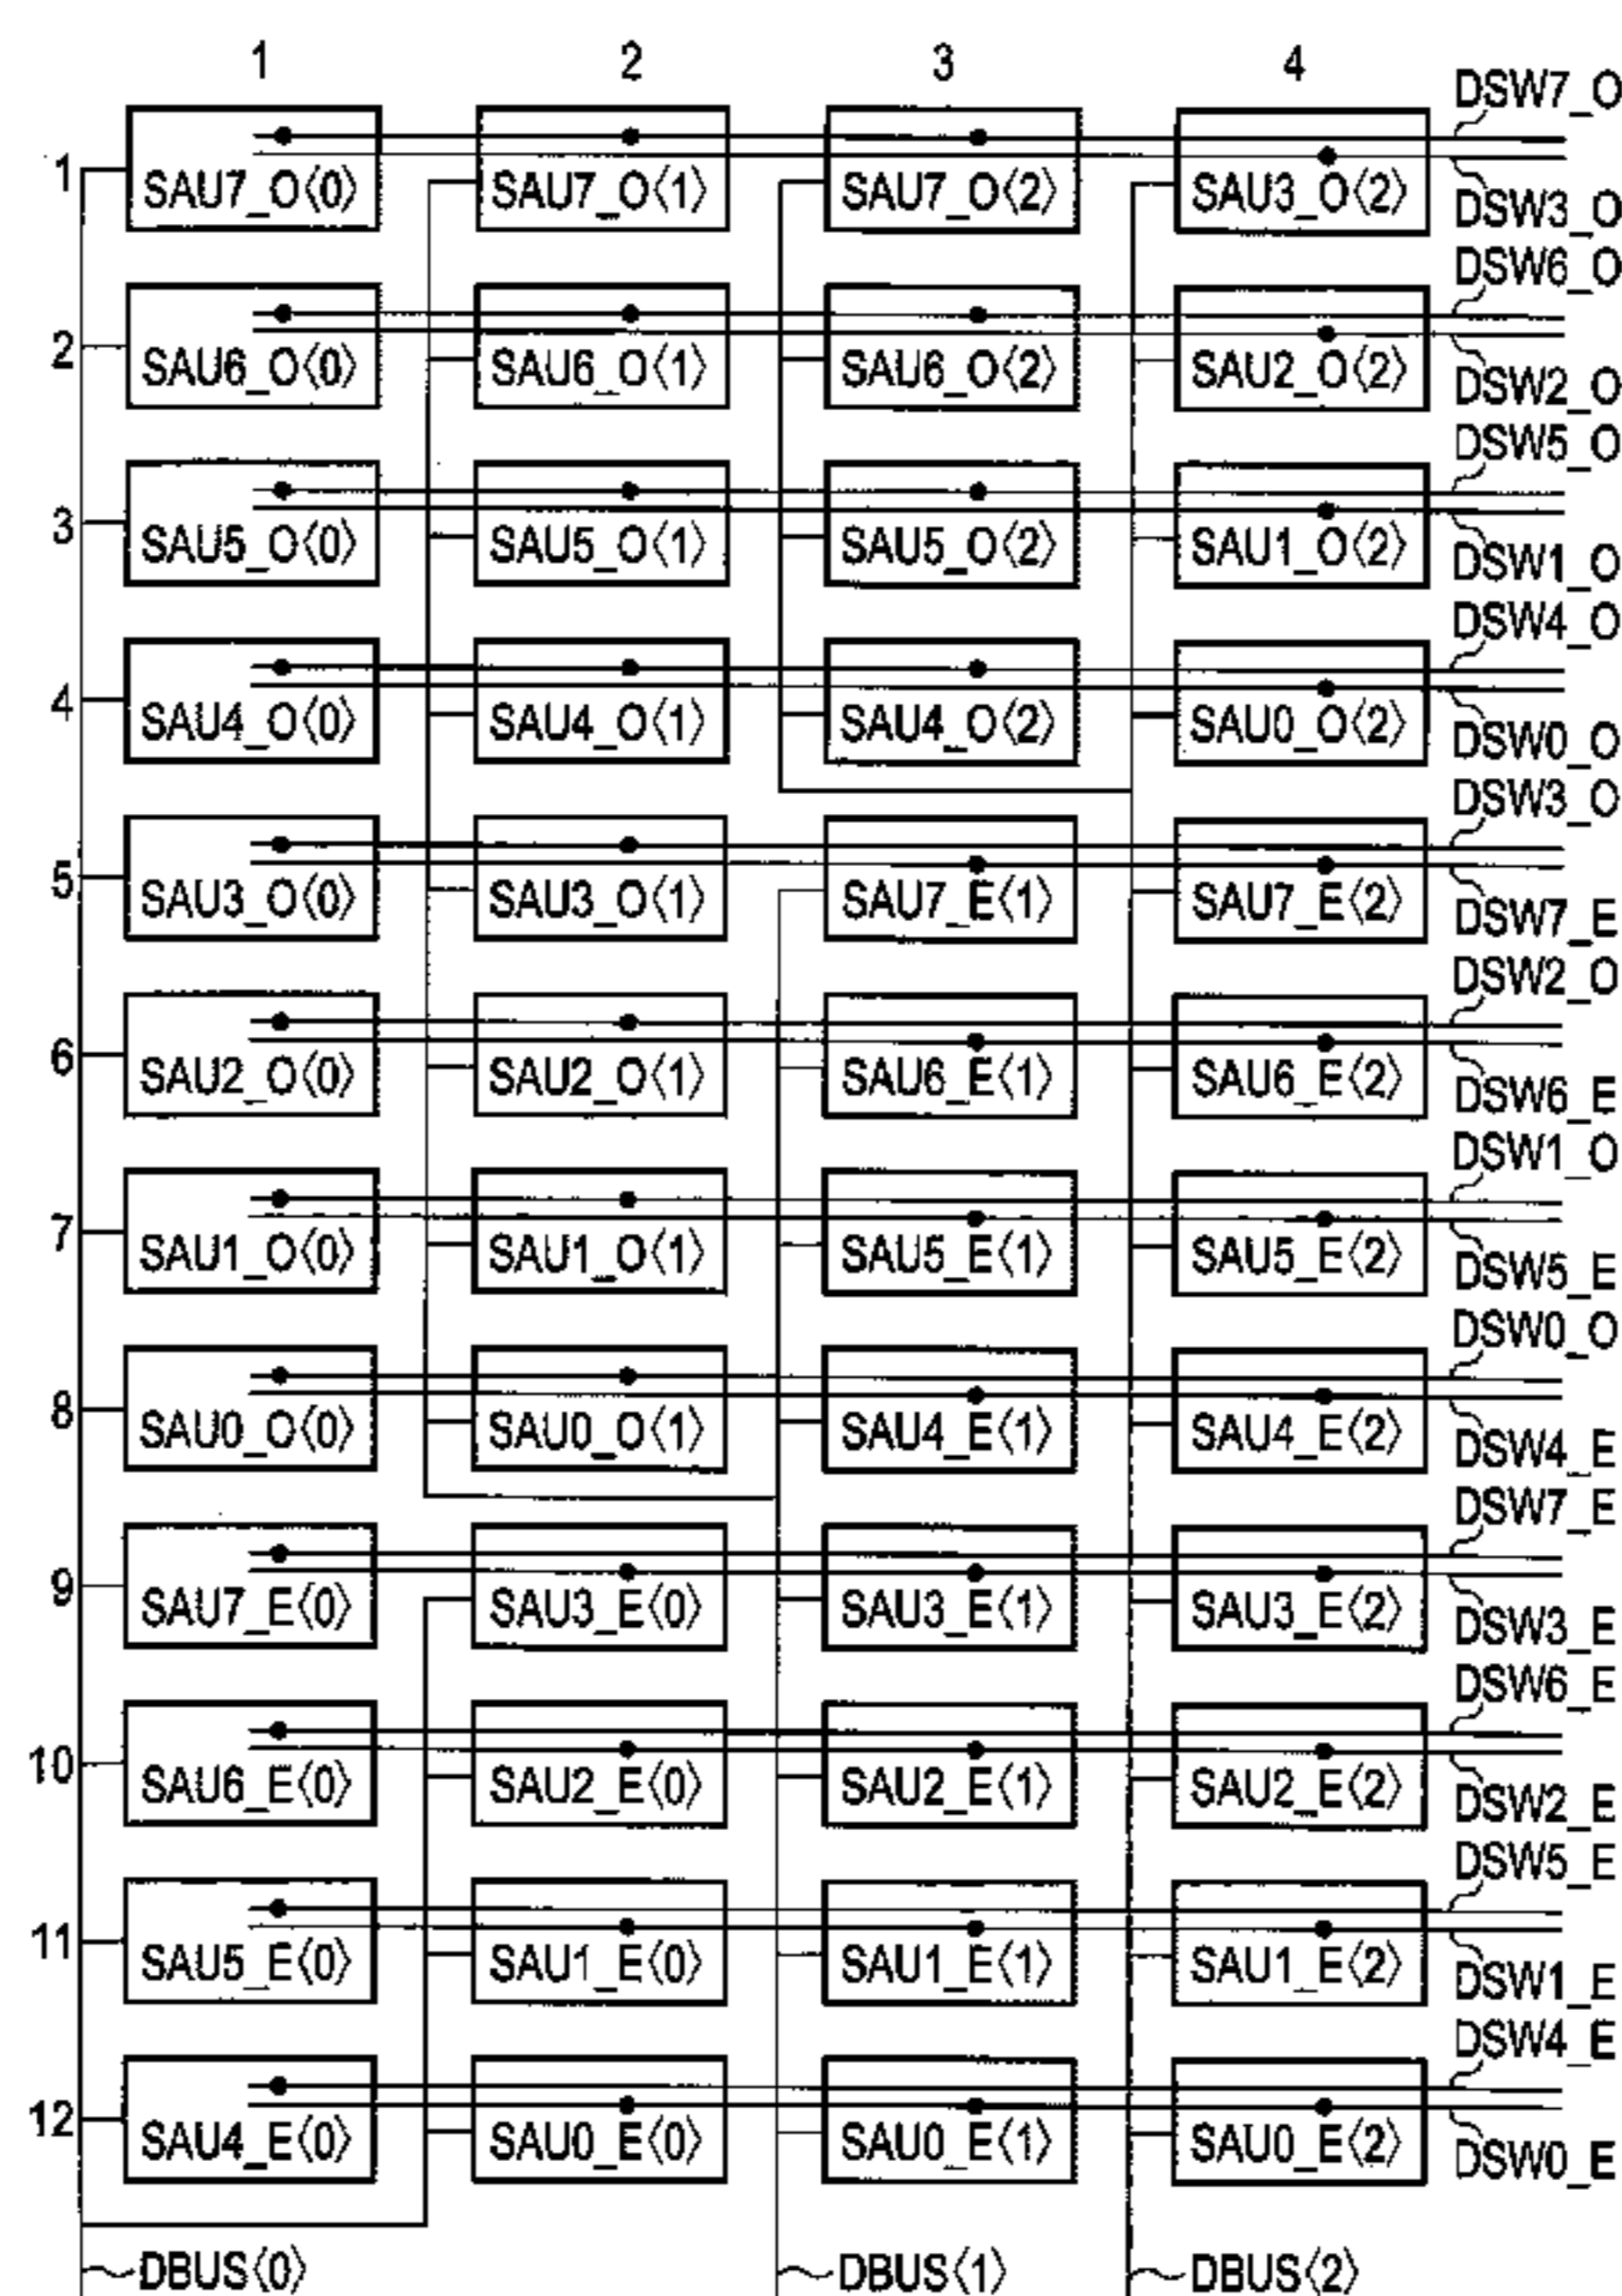 1 2 3 4
DSW7_O
1 SAU7_O⟨0⟩ SAU7_O⟨1⟩ SAU7_O⟨2⟩ SAU3_O⟨2⟩
DSW3_O
DSW6_O
2 SAU6_O⟨0⟩ SAU6_O⟨1⟩ SAU6_O⟨2⟩ SAU2_O⟨2⟩
DSW2_O
DSW5_O
3 SAU5_O⟨0⟩ SAU5_O⟨1⟩ SAU5_O⟨2⟩ SAU1_O⟨2⟩
DSW1_O
DSW4_O
4 SAU4_O⟨0⟩ SAU4_O⟨1⟩ SAU4_O⟨2⟩ SAU0_O⟨2⟩
DSW0_O
DSW3_O
5 SAU3_O⟨0⟩ SAU3_O⟨1⟩ SAU7_E⟨1⟩ SAU7_E⟨2⟩
DSW7_E
DSW2_O
6 SAU2_O⟨0⟩ SAU2_O⟨1⟩ SAU6_E⟨1⟩ SAU6_E⟨2⟩
DSW6_E
DSW1_O
7 SAU1_O⟨0⟩ SAU1_O⟨1⟩ SAU5_E⟨1⟩ SAU5_E⟨2⟩
DSW5_E
DSW0_O
8 SAU0_O⟨0⟩ SAU0_O⟨1⟩ SAU4_E⟨1⟩ SAU4_E⟨2⟩
DSW4_E
DSW7_E
9 SAU7_E⟨0⟩ SAU3_E⟨0⟩ SAU3_E⟨1⟩ SAU3_E⟨2⟩
DSW3_E
DSW6_E
10 SAU6_E⟨0⟩ SAU2_E⟨0⟩ SAU2_E⟨1⟩ SAU2_E⟨2⟩
DSW2_E
DSW5_E
11 SAU5_E⟨0⟩ SAU1_E⟨0⟩ SAU1_E⟨1⟩ SAU1_E⟨2⟩
DSW1_E
DSW4_E
12 SAU4_E⟨0⟩ SAU0_E⟨0⟩ SAU0_E⟨1⟩ SAU0_E⟨2⟩
DSW0_E
DBUS⟨0⟩ DBUS⟨1⟩ DBUS⟨2⟩